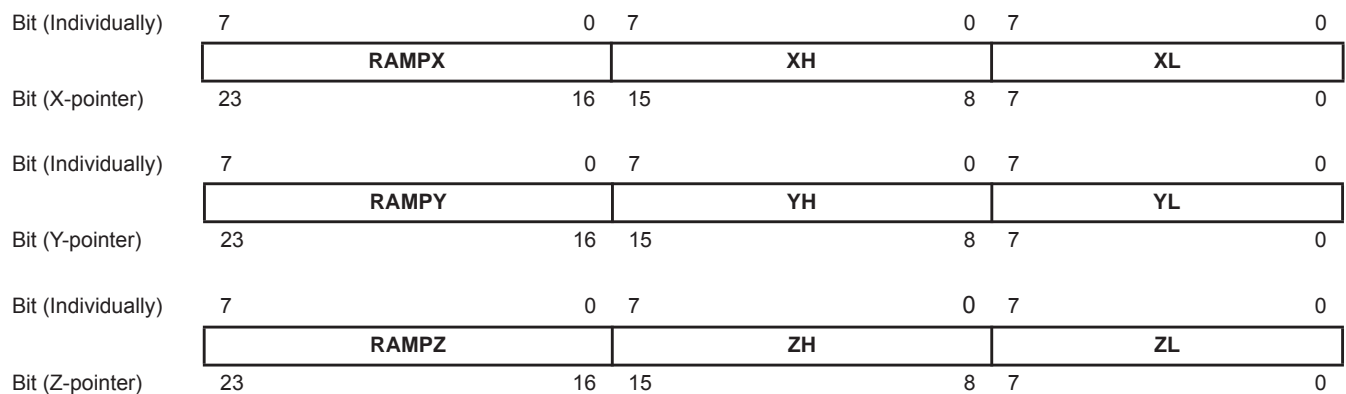 Bit (Individually) 7 0 7 0 7 0
RAMPX XH XL
Bit (X-pointer) 23 16 15 8 7 0
Bit (Individually) 7 0 7 0 7 0
RAMPY YH YL
Bit (Y-pointer) 23 16 15 8 7 0
Bit (Individually) 7 0 7 0 7 0
RAMPZ ZH ZL
Bit (Z-pointer) 23 16 15 8 7 0